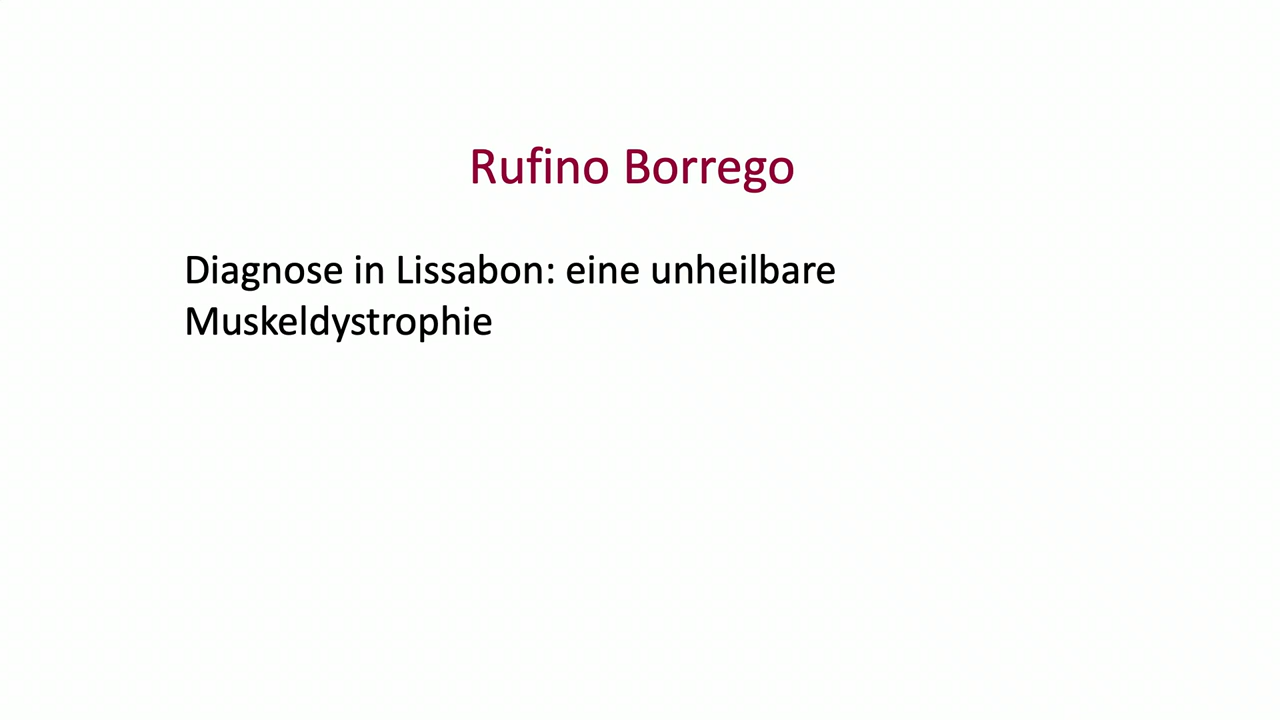 Rufino Borrego
Diagnose in Lissabon: eine unheilbare
Muskeldystrophie